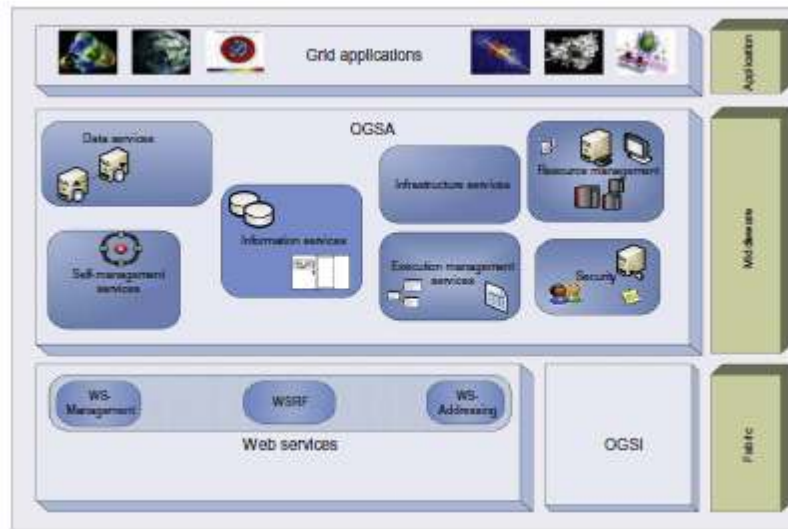 Grid applications
Application
OGSA
Data services
Infrastructure services
Resource management
Information services
Self-management
services
Execution management
services
Security
Middleware
WS-
Management
WSRF
WS-
Addressing
Web services
OGSI
Fabric